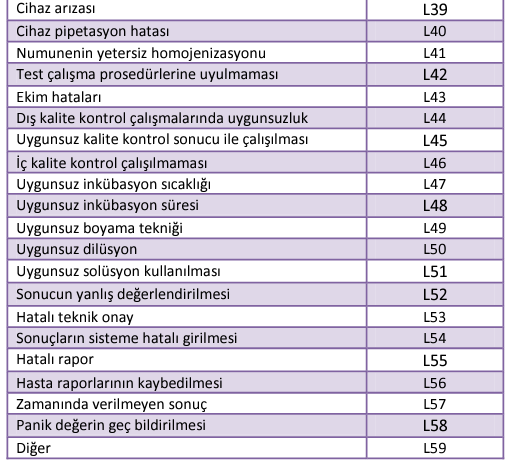 Cihaz arızası L39
Cihaz pipetasyon hatası L40
Numunenin yetersiz homojenizasyonu L41
Test çalışma prosedürlerine uyulmaması L42
Ekim hataları L43
Dış kalite kontrol çalışmalarında uygunsuzluk L44
Uygunsuz kalite kontrol sonucu ile çalışılması L45
İç kalite kontrol çalışılmaması L46
Uygunsuz inkübasyon sıcaklığı L47
Uygunsuz inkübasyon süresi L48
Uygunsuz boyama tekniği L49
Uygunsuz dilüsyon L50
Uygunsuz solüsyon kullanılması L51
Sonucun yanlış değerlendirilmesi L52
Hatalı teknik onay L53
Sonuçların sisteme hatalı girilmesi L54
Hatalı rapor L55
Hasta raporlarının kaybedilmesi L56
Zamanında verilmeyen sonuç L57
Panik değerin geç bildirilmesi L58
Diğer L59